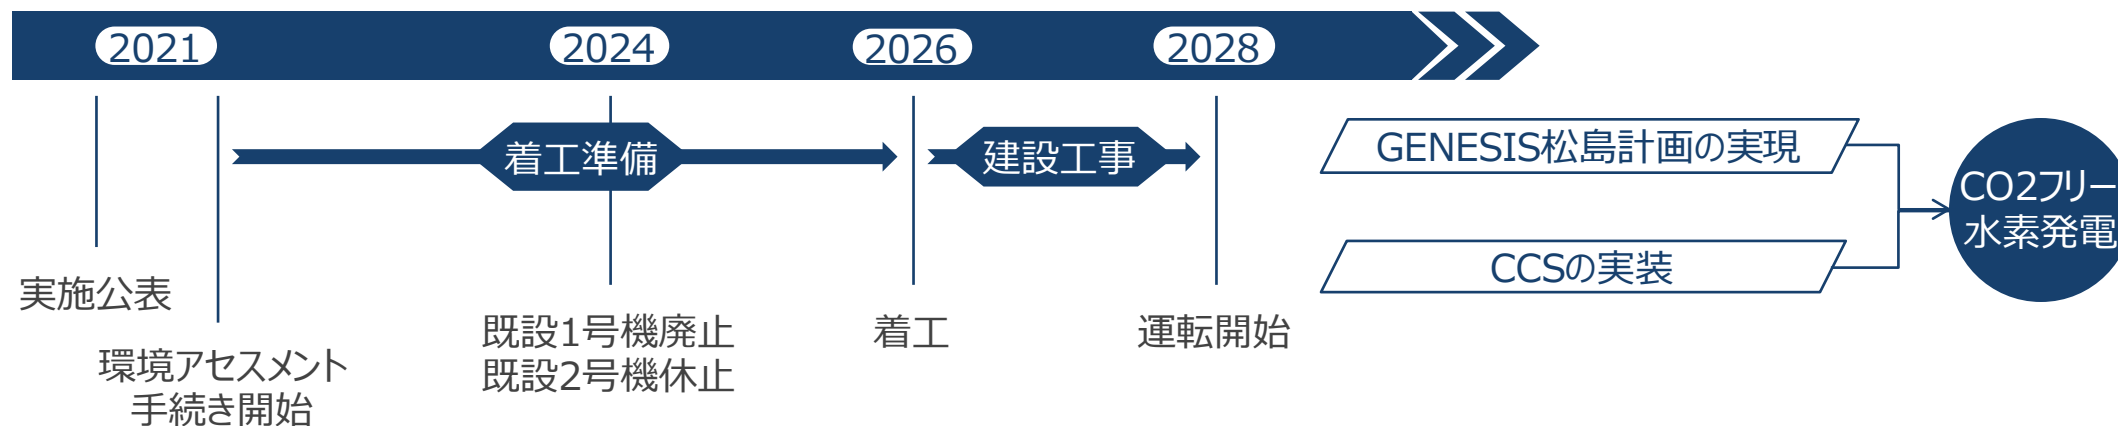 2021
2024
2026
2028
着工準備
建設工事
GENESIS松島計画の実現
CCSの実装
CO2フリー
水素発電
実施公表
環境アセスメント
手続き開始
既設1号機廃止
既設2号機休止
着工
運転開始